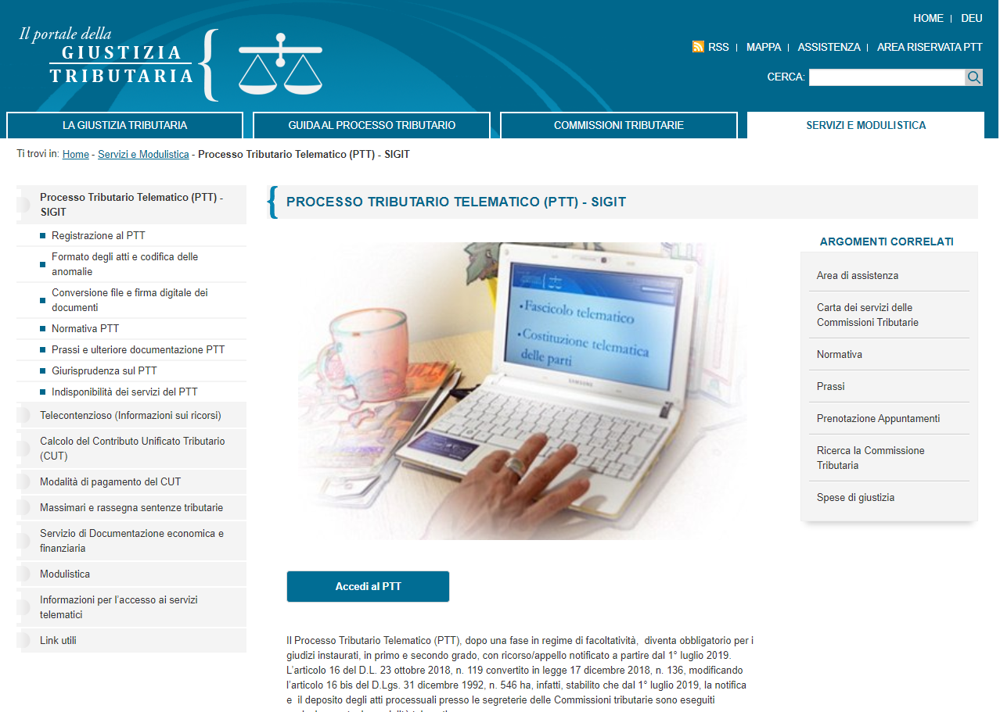 Il portale della
GIUSTIZIA
TRIBUTARIA
HOME | DEU
RSS | MAPPA | ASSISTENZA | AREA RISERVATA PTT
CERCA:
LA GIUSTIZIA TRIBUTARIA
GUIDA AL PROCESSO TRIBUTARIO
COMMISSIONI TRIBUTARIE
SERVIZI E MODULISTICA
Ti trovi in: Home - Servizi e Modulistica - Processo Tributario Telematico (PTT) - SIGIT
Processo Tributario Telematico (PTT) -
SIGIT
Registrazione al PTT
Formato degli atti e codifica delle
anomalie
Conversione file e firma digitale dei
documenti
Normativa PTT
Prassi e ulteriore documentazione PTT
Giurisprudenza sul PTT
Indisponibilità dei servizi del PTT
Telecontenzioso (Informazioni sui ricorsi)
Calcolo del Contributo Unificato Tributario
(CUT)
Modalità di pagamento del CUT
Massimari e rassegna sentenze tributarie
Servizio di Documentazione economica e
finanziaria
Modulistica
Informazioni per l'accesso ai servizi
telematici
Link utili
PROCESSO TRIBUTARIO TELEMATICO (PTT) - SIGIT
•Fascicolo telematico
•Costituzione telematica
delle parti
SAMSUNG
Accedi al PTT
Il Processo Tributario Telematico (PTT), dopo una fase in regime di facoltatività,  diventa obbligatorio per i
giudizi instaurati, in primo e secondo grado, con ricorso/appello notificato a partire dal 1° luglio 2019.
L'articolo 16 del D.L. 23 ottobre 2018, n. 119 convertito in legge 17 dicembre 2018, n. 136, modificando
l'articolo 16 bis del D.Lgs. 31 dicembre 1992, n. 546 ha, infatti, stabilito che dal 1° luglio 2019, la notifica
e  il deposito degli atti processuali presso le segreterie delle Commissioni tributarie sono eseguiti
ARGOMENTI CORRELATI
Area di assistenza
Carta dei servizi delle
Commissioni Tributarie
Normativa
Prassi
Prenotazione Appuntamenti
Ricerca la Commissione
Tributaria
Spese di giustizia